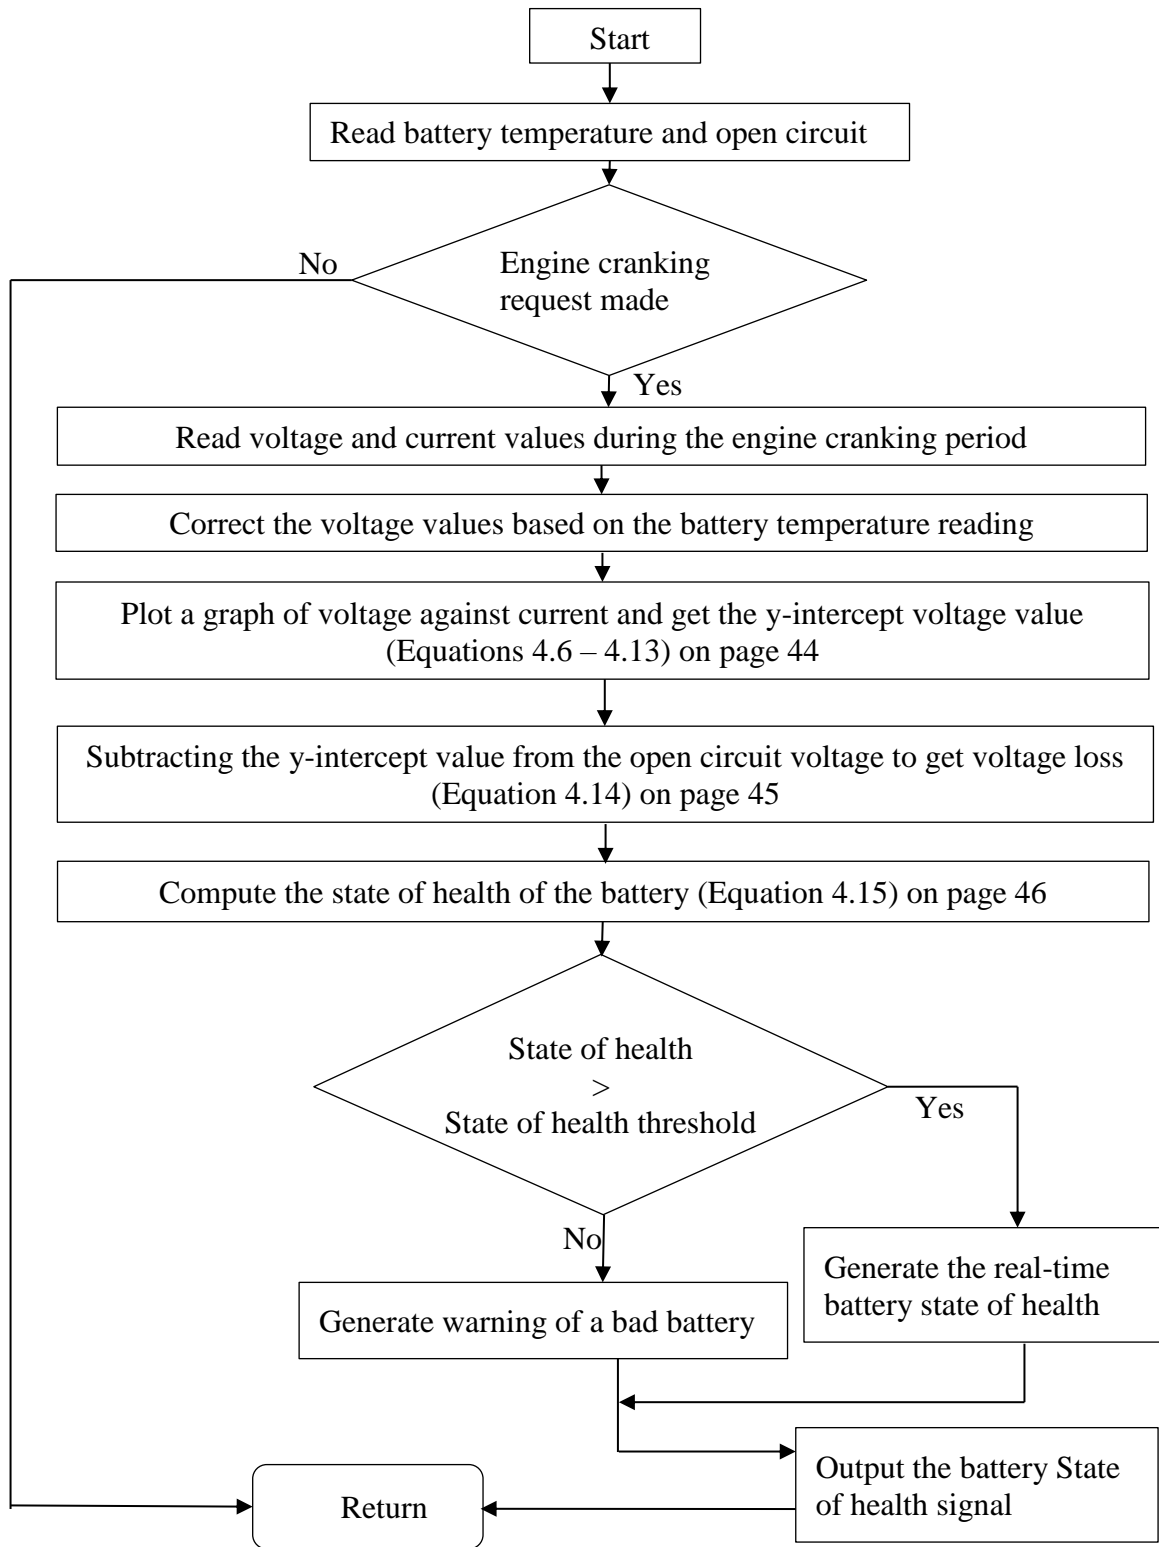 Start
Read battery temperature and open circuit
No
Engine cranking
request made
Yes
Read voltage and current values during the engine cranking period
Correct the voltage values based on the battery temperature reading
Plot a graph of voltage against current and get the y-intercept voltage value
(Equations 4.6 – 4.13) on page 44
Subtracting the y-intercept value from the open circuit voltage to get voltage loss
(Equation 4.14) on page 45
Compute the state of health of the battery (Equation 4.15) on page 46
State of health
>
State of health threshold
Yes
No
Generate the real-time
battery state of health
Generate warning of a bad battery
Output the battery State
of health signal
Return